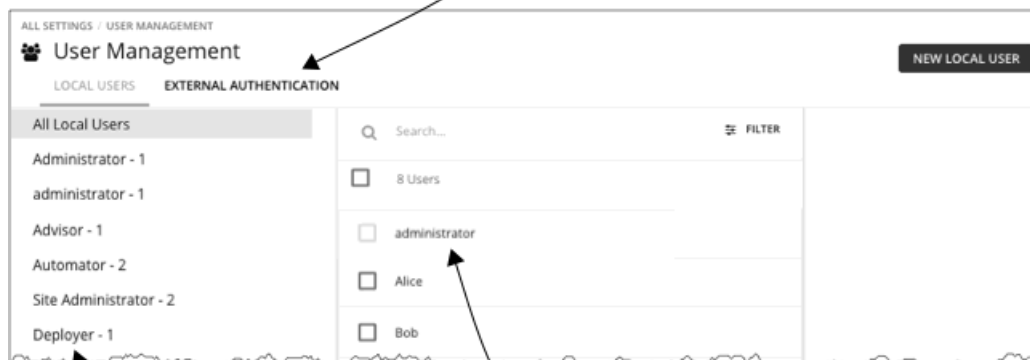 ALL SETTINGS / USER MANAGEMENT
User Management
NEW LOCAL USER
LOCAL USERS EXTERNAL AUTHENTICATION
All Local Users
Administrator - 1
administrator - 1
Advisor - 1
Automator - 2
Site Administrator - 2
Deployer - 1
Search...
FILTER
8 Users
administrator
Alice
Bob